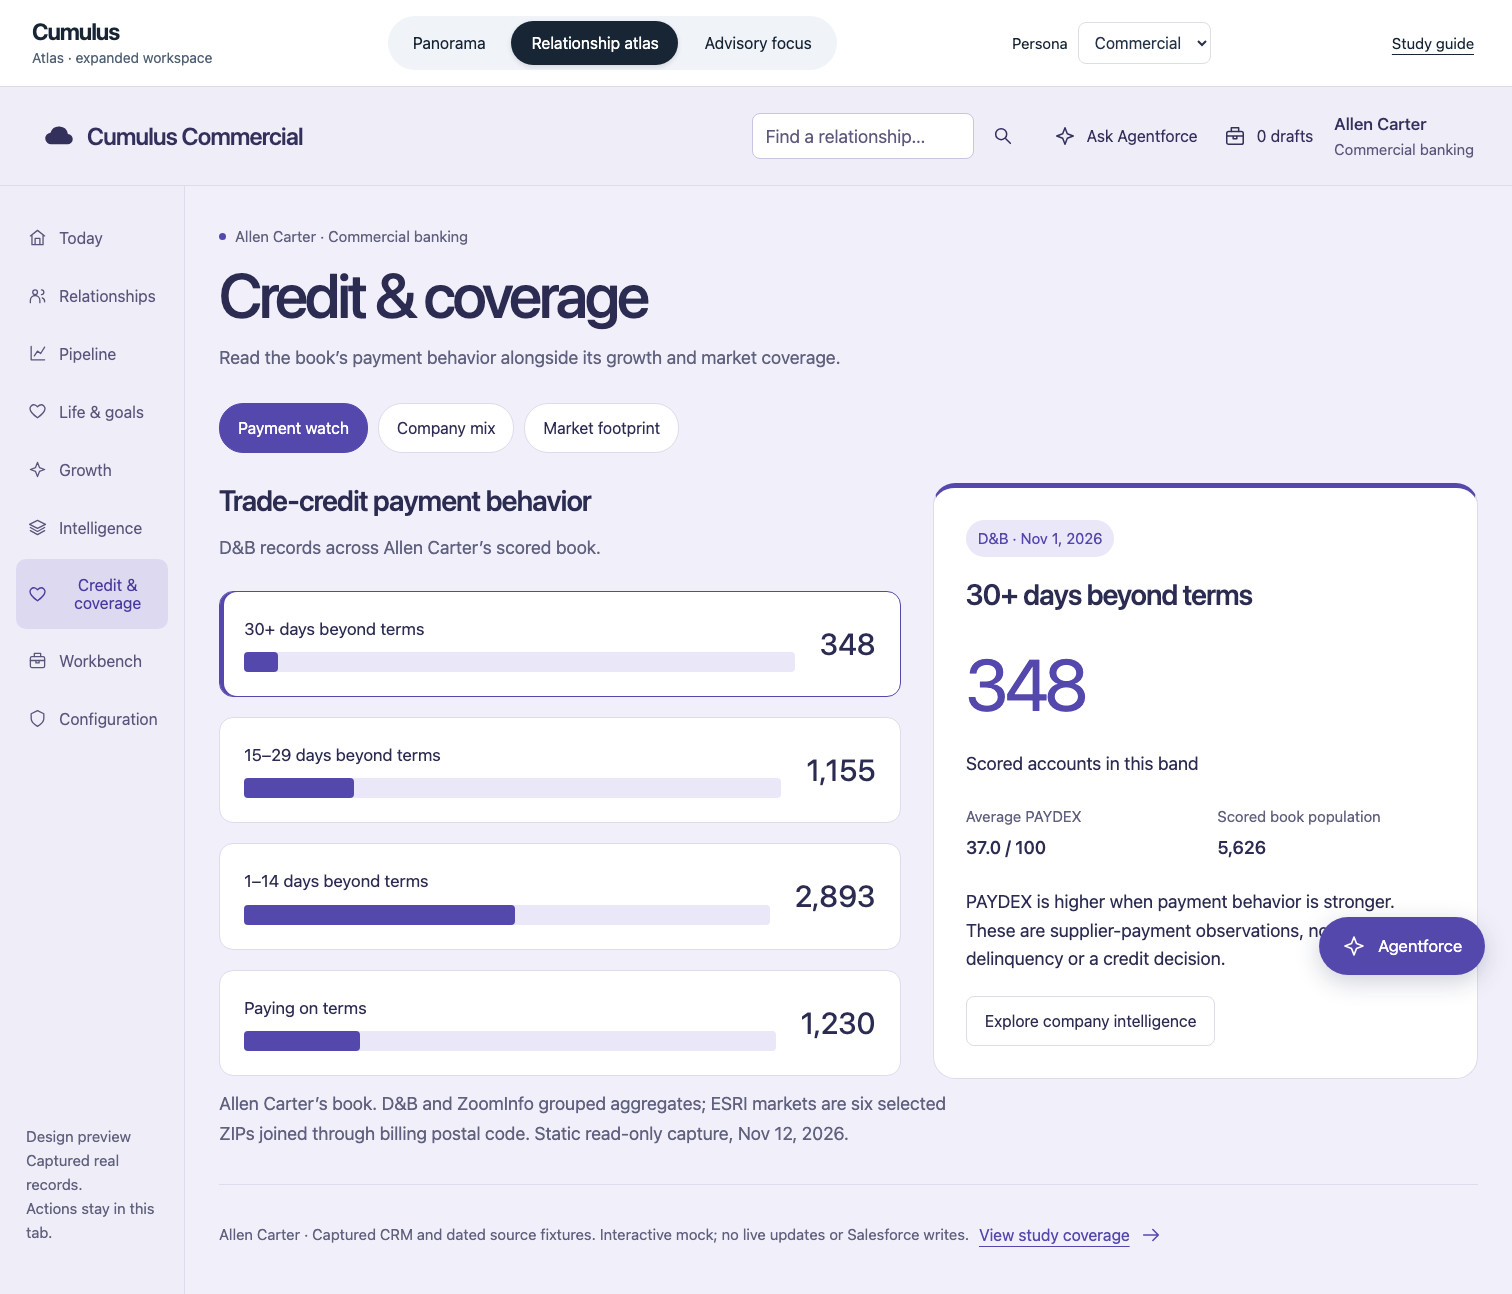 Cumulus
Atlas · expanded workspace
Panorama
Relationship atlas
Advisory focus
Persona
Commercial
Study guide
Cumulus Commercial
Find a relationship...
Ask Agentforce
0 drafts
Allen Carter
Commercial banking
Today
Relationships
Pipeline
Life & goals
Growth
Intelligence
Credit &
coverage
Workbench
Configuration
Design preview
Captured real
records.
Actions stay in this
tab.
Allen Carter · Commercial banking
Credit & coverage
Read the book’s payment behavior alongside its growth and market coverage.
Payment watch
Company mix
Market footprint
Trade-credit payment behavior
D&B records across Allen Carter’s scored book.
30+ days beyond terms
348
15–29 days beyond terms
1,155
1–14 days beyond terms
2,893
Paying on terms
1,230
D&B · Nov 1, 2026
30+ days beyond terms
348
Scored accounts in this band
Average PAYDEX
37.0 / 100
Scored book population
5,626
PAYDEX is higher when payment behavior is stronger.
These are supplier-payment observations,
delinquency or a credit decision.
Agentforce
Explore company intelligence
Allen Carter’s book. D&B and ZoomInfo grouped aggregates; ESRI markets are six selected
ZIPs joined through billing postal code. Static read-only capture, Nov 12, 2026.
Allen Carter · Captured CRM and dated source fixtures. Interactive mock; no live updates or Salesforce writes.
View study coverage